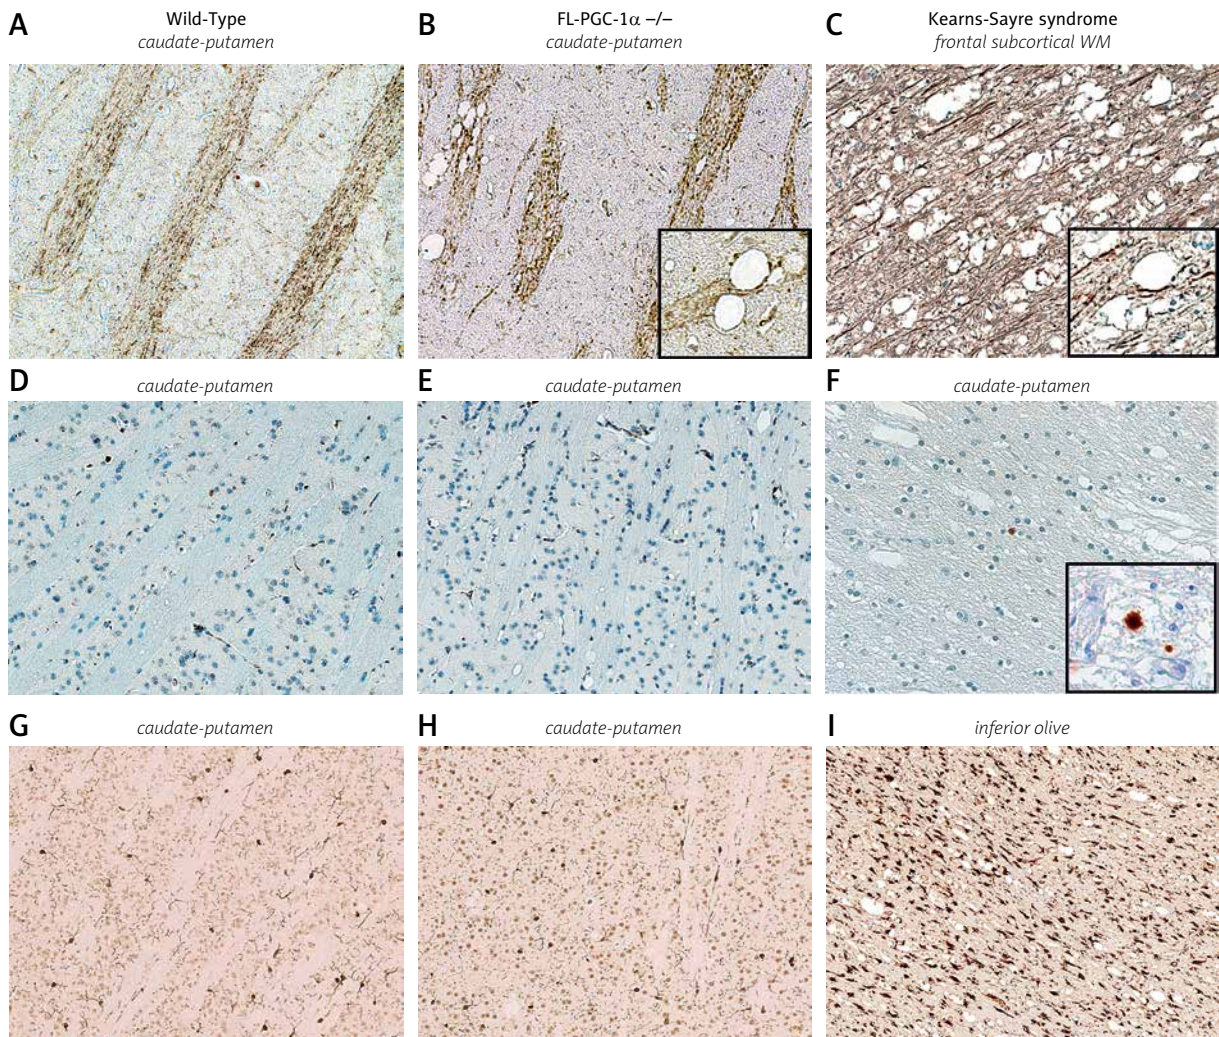 A
Wild-Type
caudate-putamen
B
FL-PGC-1α –/–
caudate-putamen
C
Kearns-Sayre syndrome
frontal subcortical WM
D
caudate-putamen
E
caudate-putamen
F
caudate-putamen
G
caudate-putamen
H
caudate-putamen
I
inferior olive